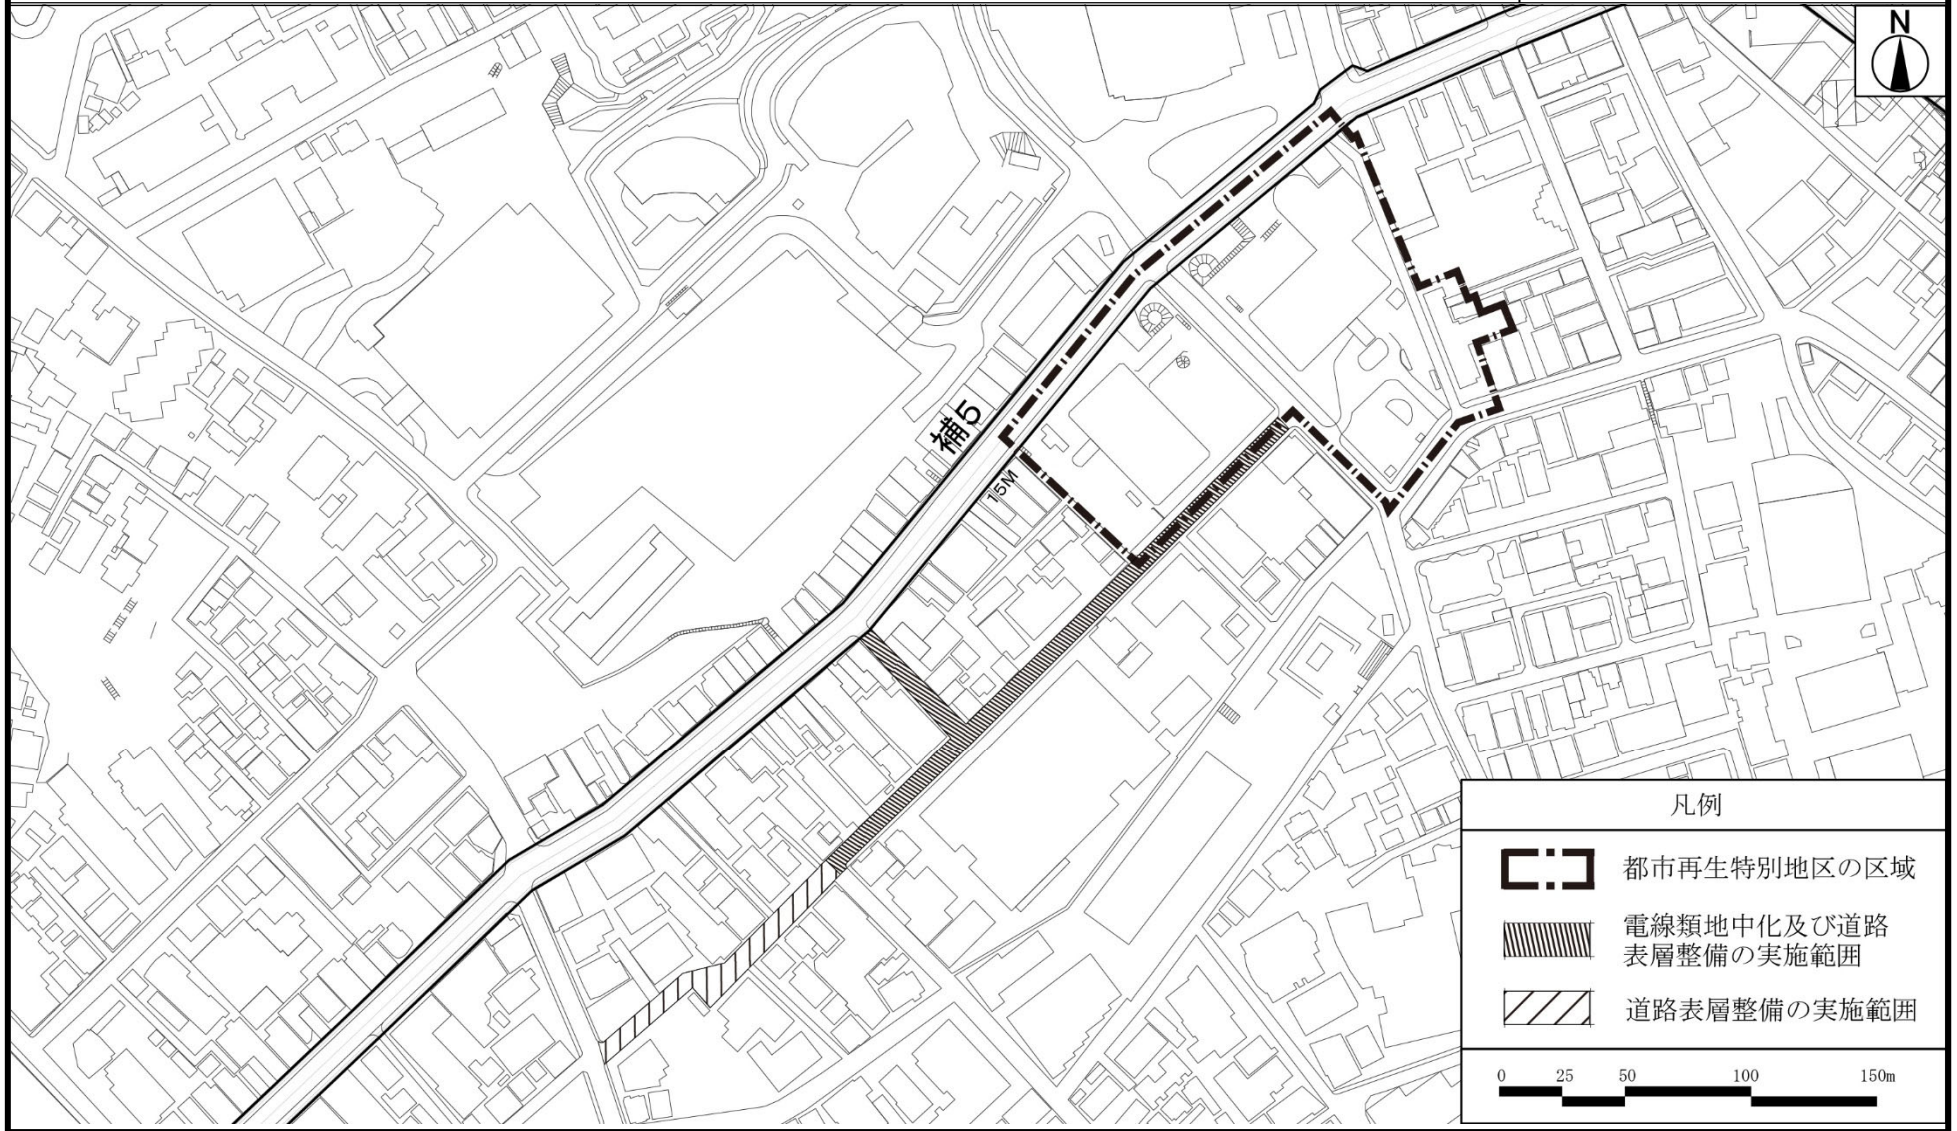 N
補5
15M
凡例
都市再生特別地区の区域
電線類地中化及び道路
表層整備の実施範囲
道路表層整備の実施範囲
0 25 50 100 150m